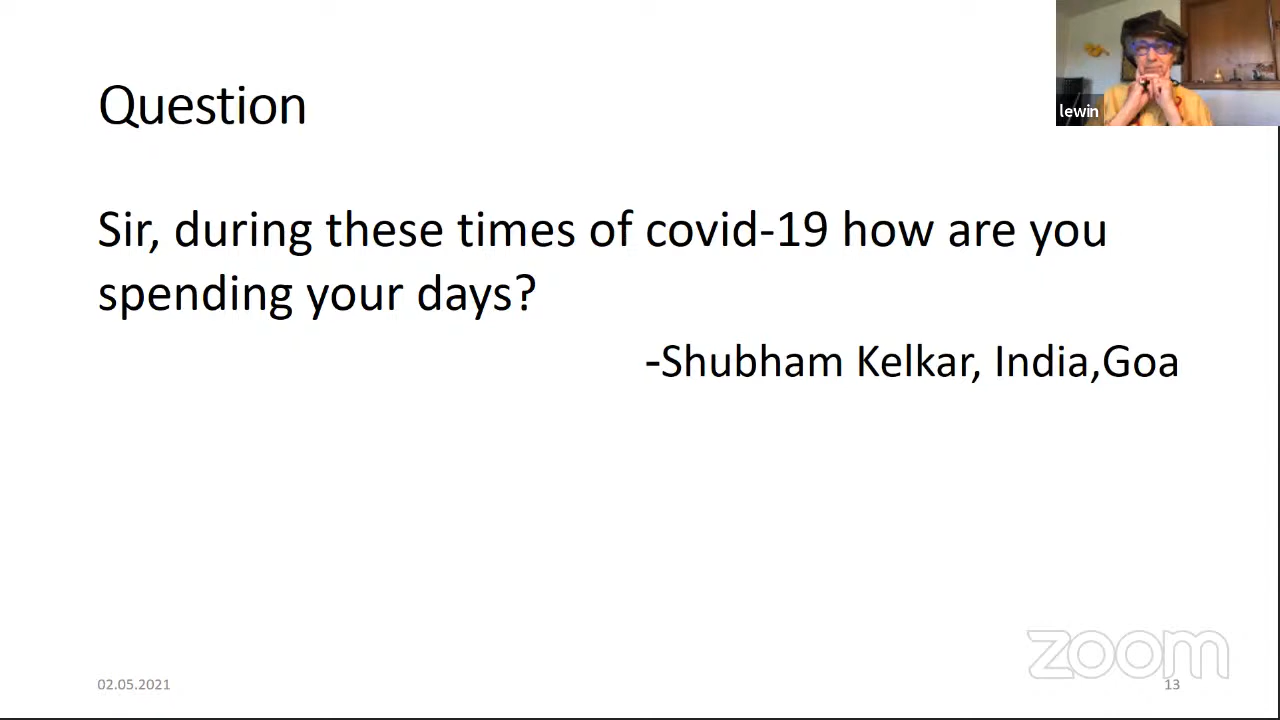 lewin
Question
Sir, during these times of covid-19 how are you
spending your days?
-Shubham Kelkar, India,Goa
zoom
02.05.2021
13